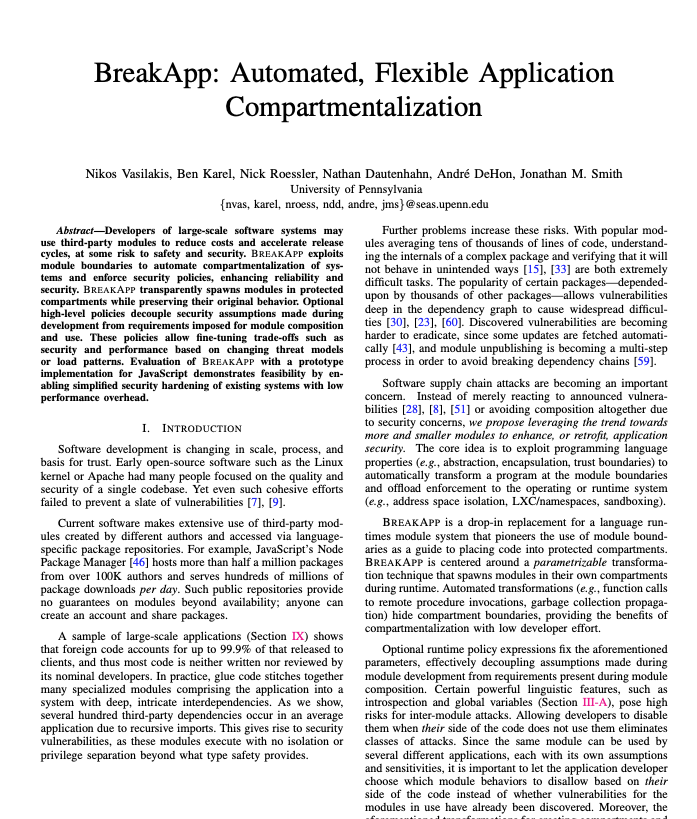 BreakApp: Automated, Flexible Application
Compartmentalization
Nikos Vasilakis, Ben Karel, Nick Roessler, Nathan Dautenhahn, André DeHon, Jonathan M. Smith
University of Pennsylvania
{nvas, karel, nroess, ndd, andre, jms}@seas.upenn.edu
Abstract—Developers of large-scale software systems may
use third-party modules to reduce costs and accelerate release
cycles, at some risk to safety and security. BREAKAPP exploits
module boundaries to automate compartmentalization of sys-
tems and enforce security policies, enhancing reliability and
security. BREAKAPP transparently spawns modules in protected
compartments while preserving their original behavior. Optional
high-level policies decouple security assumptions made during
development from requirements imposed for module composition
and use. These policies allow fine-tuning trade-offs such as
security and performance based on changing threat models
or load patterns. Evaluation of BREAKAPP with a prototype
implementation for JavaScript demonstrates feasibility by en-
abling simplified security hardening of existing systems with low
performance overhead.
I. INTRODUCTION
Software development is changing in scale, process, and
basis for trust. Early open-source software such as the Linux
kernel or Apache had many people focused on the quality and
security of a single codebase. Yet even such cohesive efforts
failed to prevent a slate of vulnerabilities [7], [9].
Current software makes extensive use of third-party mod-
ules created by different authors and accessed via language-
specific package repositories. For example, JavaScript's Node
Package Manager [46] hosts more than half a million packages
from over 100K authors and serves hundreds of millions of
package downloads per day. Such public repositories provide
no guarantees on modules beyond availability; anyone can
create an account and share packages.
A sample of large-scale applications (Section IX) shows
that foreign code accounts for up to 99.9% of that released to
clients, and thus most code is neither written nor reviewed by
its nominal developers. In practice, glue code stitches together
many specialized modules comprising the application into a
system with deep, intricate interdependencies. As we show,
several hundred third-party dependencies occur in an average
application due to recursive imports. This gives rise to security
vulnerabilities, as these modules execute with no isolation or
privilege separation beyond what type safety provides.
Further problems increase these risks. With popular mod-
ules averaging tens of thousands of lines of code, understand-
ing the internals of a complex package and verifying that it will
not behave in unintended ways [15], [33] are both extremely
difficult tasks. The popularity of certain packages—depended-
upon by thousands of other packages—allows vulnerabilities
deep in the dependency graph to cause widespread difficul-
ties [30], [23], [60]. Discovered vulnerabilities are becoming
harder to eradicate, since some updates are fetched automati-
cally [43], and module unpublishing is becoming a multi-step
process in order to avoid breaking dependency chains [59].
Software supply chain attacks are becoming an important
concern. Instead of merely reacting to announced vulnera-
bilities [28], [8], [51] or avoiding composition altogether due
to security concerns, we propose leveraging the trend towards
more and smaller modules to enhance, or retrofit, application
security. The core idea is to exploit programming language
properties (e.g., abstraction, encapsulation, trust boundaries) to
automatically transform a program at the module boundaries
and offload enforcement to the operating or runtime system
(e.g., address space isolation, LXC/namespaces, sandboxing).
BREAKAPP is a drop-in replacement for a language run-
times module system that pioneers the use of module bound-
aries as a guide to placing code into protected compartments.
BREAKAPP is centered around a parametrizable transforma-
tion technique that spawns modules in their own compartments
during runtime. Automated transformations (e.g., function calls
to remote procedure invocations, garbage collection propaga-
tion) hide compartment boundaries, providing the benefits of
compartmentalization with low developer effort.
Optional runtime policy expressions fix the aforementioned
parameters, effectively decoupling assumptions made during
module development from requirements present during module
composition. Certain powerful linguistic features, such as
introspection and global variables (Section III-A), pose high
risks for inter-module attacks. Allowing developers to disable
them when their side of the code does not use them eliminates
classes of attacks. Since the same module can be used by
several different applications, each with its own assumptions
and sensitivities, it is important to let the application developer
choose which module behaviors to disallow based on their
side of the code instead of whether vulnerabilities for the
modules in use have already been discovered. Moreover, the